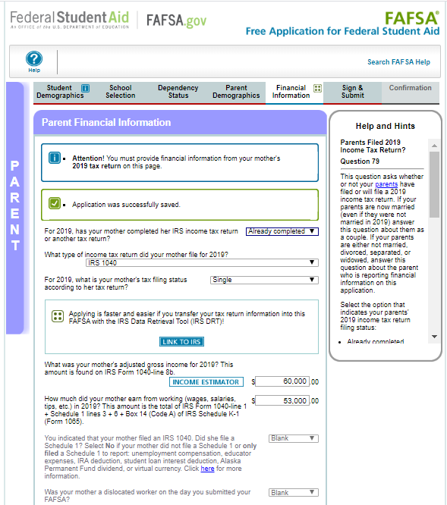 Federal Student Aid
An OFFICE of the U.S. DEPARTMENT of EDUCATION
FAFSA.gov
FAFSA®
Free Application for Federal Student Aid
?
Help
Search FAFSA Help
Student Demographics
School Selection
Dependency Status
Parent Demographics
Financial Information
Sign & Submit
Confirmation
PARENT
Parent Financial Information
Attention! You must provide financial information from your mother's
2019 tax return on this page.
Application was successfully saved.
For 2019, has your mother completed her IRS income tax return
or another tax return?
Already completed
What type of income tax return did your mother file for 2019?
IRS 1040
For 2019, what is your mother's tax filing status
according to her tax return?
Single
Applying is faster and easier if you transfer your tax return information into this
FAFSA with the IRS Data Retrieval Tool (IRS DRT)!
LINK TO IRS
What was your mother's adjusted gross income for 2019? This
amount is found on IRS Form 1040-line 8b.
INCOME ESTIMATOR
$ 60,000 .00
How much did your mother earn from working (wages, salaries,
tips, etc.) in 2019? This amount is the total of IRS Form 1040-line 1
+ Schedule 1 lines 3 + 6 + Box 14 (Code A) of IRS Schedule K-1
(Form 1065).
$ 53,000 .00
You indicated that your mother filed an IRS 1040. Did she file a
Schedule 1? Select No if your mother did not file a Schedule 1 or only
filed a Schedule 1 to report: unemployment compensation, educator
expenses, IRA deduction, student loan interest deduction, Alaska
Permanent Fund dividend, or virtual currency. Click here for more
information.
Blank
Was your mother a dislocated worker on the day you submitted your
FAFSA?
Blank
Help and Hints
Parents Filed 2019
Income Tax Return?
Question 79
This question asks whether
or not your parents have
filed or will file a 2019
income tax return. If your
parents are now married
(even if they were not
married in 2019) answer
this question about them as
a couple. If your parents
are either not married,
divorced, separated, or
widowed, answer this
question about the parent
who is reporting financial
information on this
application.
Select the option that
indicates your parents'
2019 income tax return
filing status:
Already completed